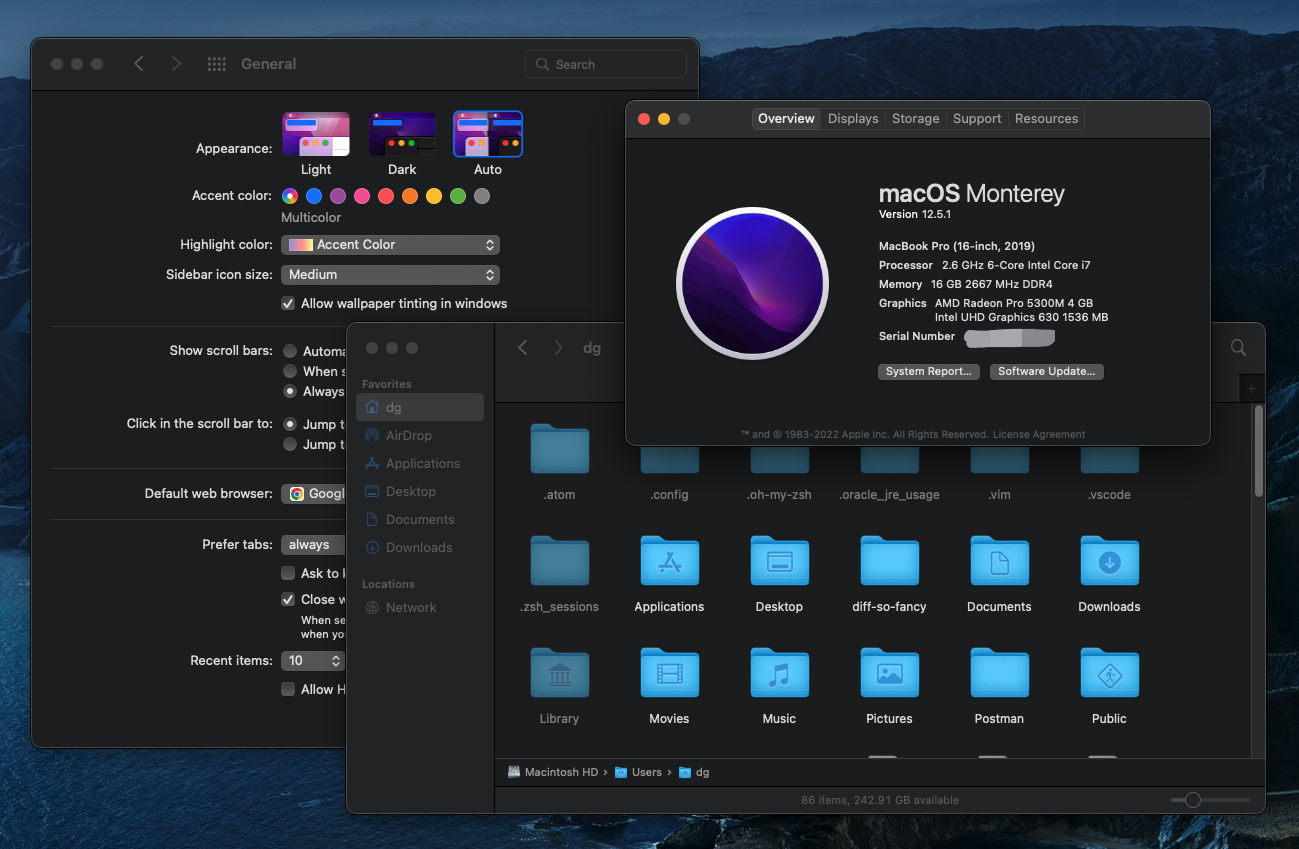 General
Search
Appearance:
Light
Dark
Auto
Accent color:
Multicolor
Highlight color:
Accent Color
Sidebar icon size:
Medium
Allow wallpaper tinting in windows
Show scroll bars:
Automa
When s
Always
Click in the scroll bar to:
Jump t
Jump t
Default web browser:
Googl
Prefer tabs:
always
Ask to k
Close w
When se
when you
Recent items:
10
Allow H
Overview
Displays
Storage
Support
Resources
macOS Monterey
Version 12.5.1
MacBook Pro (16-inch, 2019)
Processor 2.6 GHz 6-Core Intel Core i7
Memory 16 GB 2667 MHz DDR4
Graphics AMD Radeon Pro 5300M 4 GB
Intel UHD Graphics 630 1536 MB
Serial Number
System Report...
Software Update...
™ and © 1983-2022 Apple Inc. All Rights Reserved. License Agreement
dg
Favorites
dg
AirDrop
Applications
Desktop
Documents
Downloads
Locations
Network
.atom
.config
.oh-my-zsh
.oracle_jre_usage
.vim
.vscode
.zsh_sessions
Applications
Desktop
diff-so-fancy
Documents
Downloads
Library
Movies
Music
Pictures
Postman
Public
Macintosh HD › Users › dg
86 items, 242.91 GB available